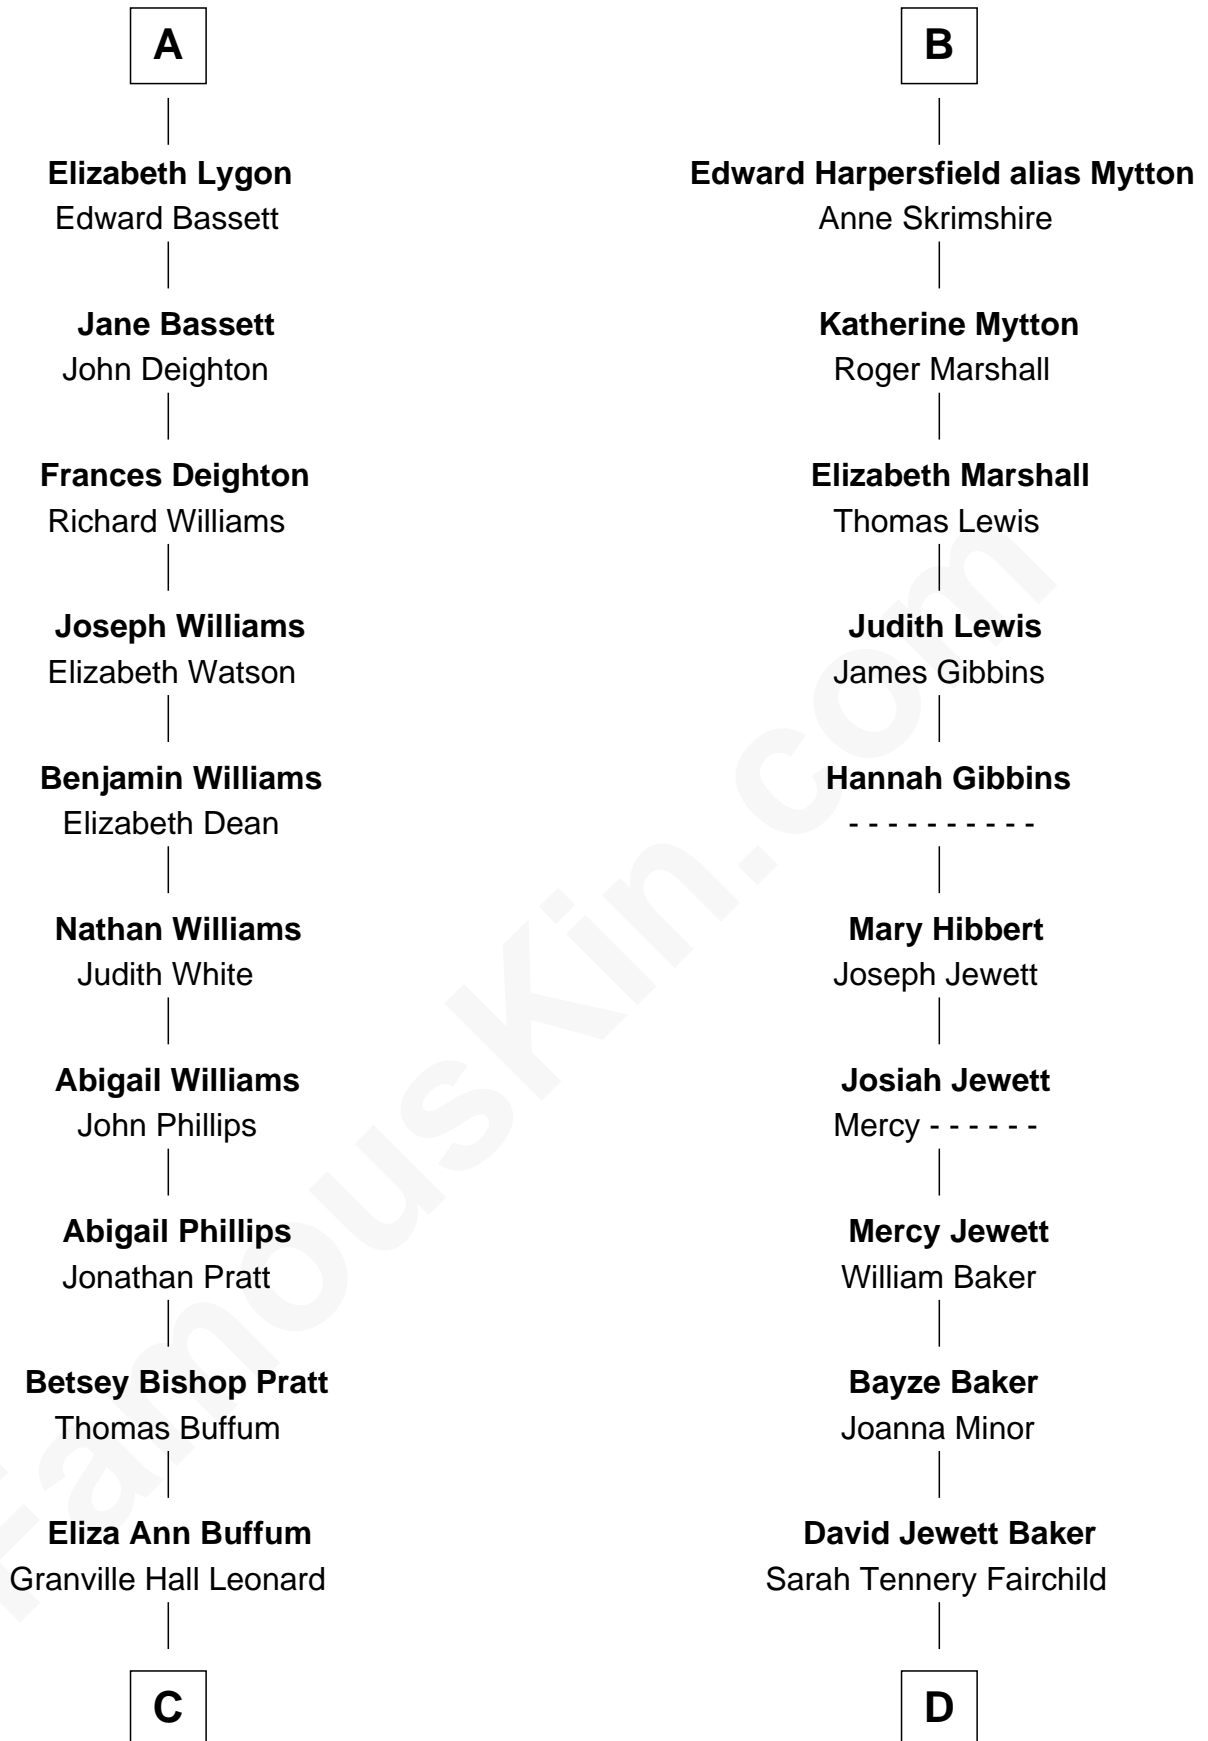 A
Elizabeth Lygon
Edward Bassett
Jane Bassett
John Deighton
Frances Deighton
Richard Williams
Joseph Williams
Elizabeth Watson
Benjamin Williams
Elizabeth Dean
Nathan Williams
Judith White
Abigail Williams
John Phillips
Abigail Phillips
Jonathan Pratt
Betsey Bishop Pratt
Thomas Buffum
Eliza Ann Buffum
Granville Hall Leonard
C
B
Edward Harpersfield alias Mytton
Anne Skrimshire
Katherine Mytton
Roger Marshall
Elizabeth Marshall
Thomas Lewis
Judith Lewis
James Gibbins
Hannah Gibbins
- - - - - - - - - -
Mary Hibbert
Joseph Jewett
Josiah Jewett
Mercy - - - - - -
Mercy Jewett
William Baker
Bayze Baker
Joanna Minor
David Jewett Baker
Sarah Tennery Fairchild
D
FamousKin.com